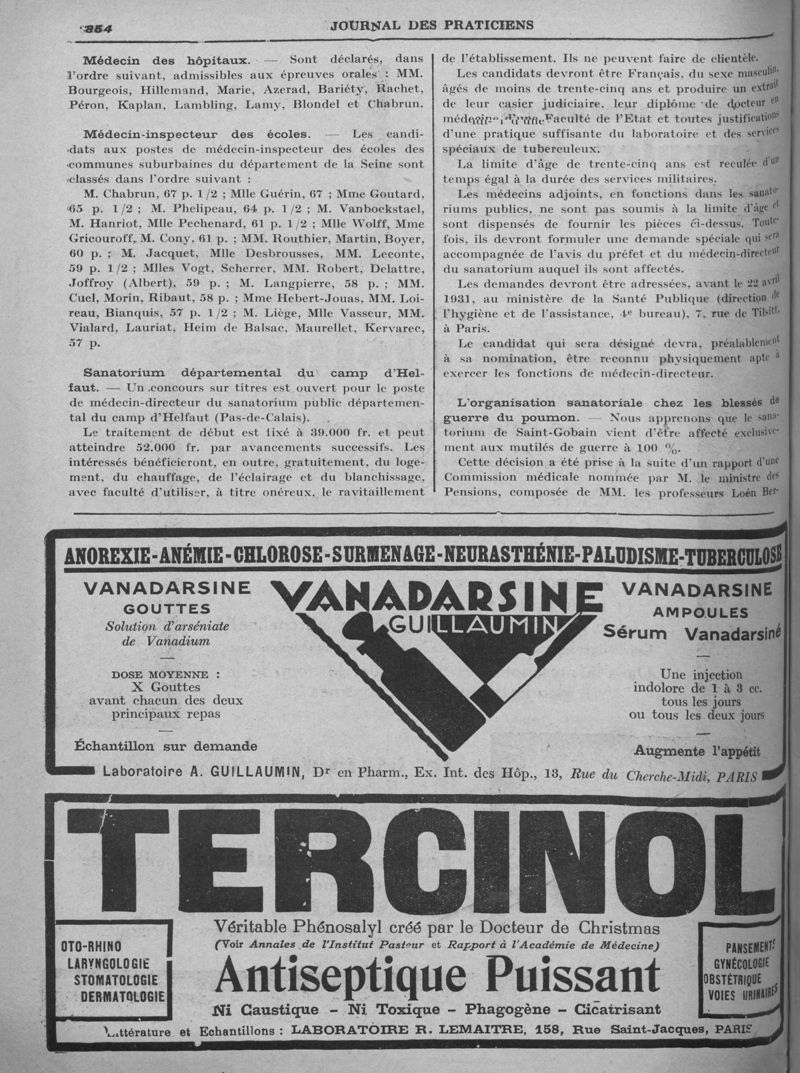 354
JOURNAL DES PRATICIENS
Médecin des hôpitaux. — Sont déclarés, dans
l'ordre suivant, admissibles aux épreuves orales : MM.
Bourgeois, Hillemand, Marie, Azerad, Bariéty, Rachet,
Péron, Kaplan, Lambling, Lamy, Blondel et Chabrun.
Médecin-inspecteur des écoles. — Les candi-
dats aux postes de médecin-inspecteur des écoles des
communes suburbaines du département de la Seine sont
classés dans l'ordre suivant :
M. Chabrun, 67 p. 1/2 ; Mlle Guérin, 67 ; Mme Goutard,
65 p. 1/2 ; M. Phelipeau, 64 p. 1/2 ; M. Vanbockstael,
M. Hanriot, Mlle Pechenard, 61 p. 1/2 ; Mlle Wolff, Mme
Gricouroff, M. Cony, 61 p. ; MM. Routhier, Martin, Boyer,
60 p. ; M. Jacquet, Mlle Desbrousses, MM. Leconte,
59 p. 1/2 ; Mlles Vogt, Scherrer, MM. Robert, Delattre,
Joffroy (Albert), 59 p. ; M. Langpierre, 58 p. ; MM.
Cuel, Morin, Ribaut, 58 p. ; Mme Hebert-Jouas, MM. Loi-
reau, Bianquis, 57 p. 1/2 ; M. Liège, Mlle Vasseur, MM.
Vialard, Lauriat, Heim de Balsac, Maurellet, Kervarec,
57 p.
Sanatorium départemental du camp d'Hel-
faut. — Un concours sur titres est ouvert pour le poste
de médecin-directeur du sanatorium public départemen-
tal du camp d'Helfaut (Pas-de-Calais).
Le traitement de début est fixé à 39.000 fr. et peut
atteindre 52.000 fr. par avancements successifs. Les
intéressés bénéficieront, en outre, gratuitement, du loge-
ment, du chauffage, de l'éclairage et du blanchissage,
avec faculté d'utiliser, à titre onéreux, le ravitaillement
de l'établissement. Ils ne peuvent faire de clientèle.
Les candidats devront être Français, du sexe masculin,
âgés de moins de trente-cinq ans et produire un extrait
de leur casier judiciaire, leur diplôme de docteur en
Faculté de l'Etat et toutes justifications
d'une pratique suffisante du laboratoire et des services
spéciaux de tuberculeux.
La limite d'âge de trente-cinq ans est reculée d'un
temps égal à la durée des services militaires.
Les médecins adjoints, en fonctions dans les sanato-
riums publics, ne sont pas soumis à la limite d'âge et
sont dispensés de fournir les pièces ci-dessus. Toute-
fois, ils devront formuler une demande spéciale qui sera
accompagnée de l'avis du préfet et du médecin-directeur
du sanatorium auquel ils sont affectés.
Les demandes devront être adressées, avant le 22 avril
1931, au ministère de la Santé Publique (direction de
l'hygiène et de l'assistance, 4e bureau), 7, rue de Tilsitt,
à Paris.
Le candidat qui sera désigné devra, préalablement
à sa nomination, être reconnu physiquement apte à
exercer les fonctions de médecin-directeur.
L'organisation sanatoriale chez les blessés de
guerre du poumon. — Nous apprenons que le sana-
torium de Saint-Gobain vient d'être affecté exclusive-
ment aux mutilés de guerre à 100 %.
Cette décision a été prise à la suite d'un rapport d'une
Commission médicale nommée par M. le ministre des
Pensions, composée de MM. les professeurs Loén Ber-
ANOREXIE-ANÉMIE-CHLOROSE-SURMENAGE-NEURASTHÉNIE-PALUDISME-TUBERCULOSE
VANADARSINE
GOUTTES
Solution d'arséniate
de Vanadium
DOSE MOYENNE :
X Gouttes
avant chacun des deux
principaux repas
Échantillon sur demande
VANADARSINE
GUILLAUMIN
VANADARSINE
AMPOULES
Sérum Vanadarsiné
Une injection
indolore de 1 à 3 cc.
tous les jours
ou tous les deux jours
Augmente l'appétit
Laboratoire A. GUILLAUMIN, Dr en Pharm., Ex. Int. des Hôp., 13, Rue du Cherche-Midi, PARIS
TERCINOL
Véritable Phénosalyl créé par le Docteur de Christmas
(Voir Annales de l'Institut Pasteur et Rapport à l'Académie de Médecine)
OTO-RHINO
LARYNGOLOGIE
STOMATOLOGIE
DERMATOLOGIE
Antiseptique Puissant
Ni Caustique - Ni Toxique - Phagogène - Cicatrisant
PANSEMENTS
GYNÉCOLOGIE
OBSTÉTRIQUE
VOIES URINAIRES
Littérature et Echantillons : LABORATOIRE R. LEMAITRE, 158, Rue Saint-Jacques, PARIS